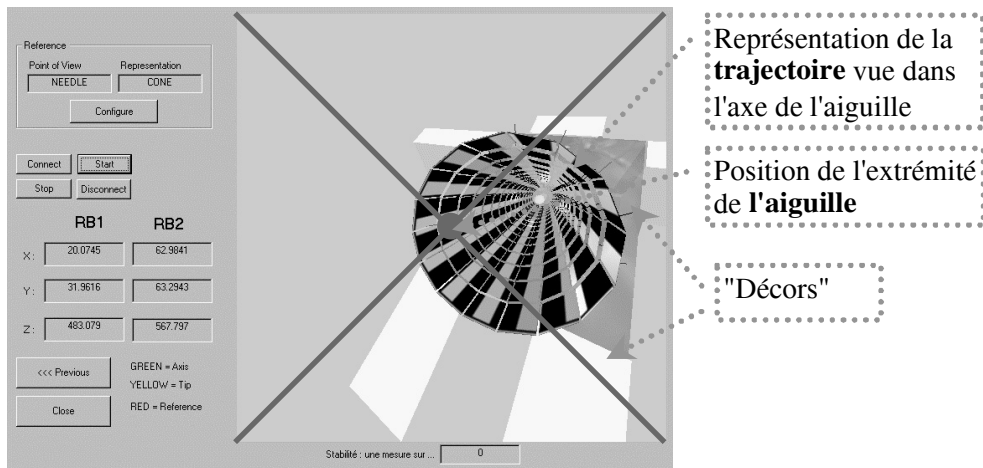 Reference
Point of View Representation
NEEDLE CONE
Configure
Connect Start
Stop Disconnect
RB1 RB2
X: 20.0745 62.9841
Y: 31.9616 63.2943
Z: 483.079 567.797
<<< Previous
Close
GREEN = Axis
YELLOW = Tip
RED = Reference
Stabilité : une mesure sur ... 0
Représentation de la
trajectoire vue dans
l'axe de l'aiguille
Position de l'extrémité
de l'aiguille
"Décors"